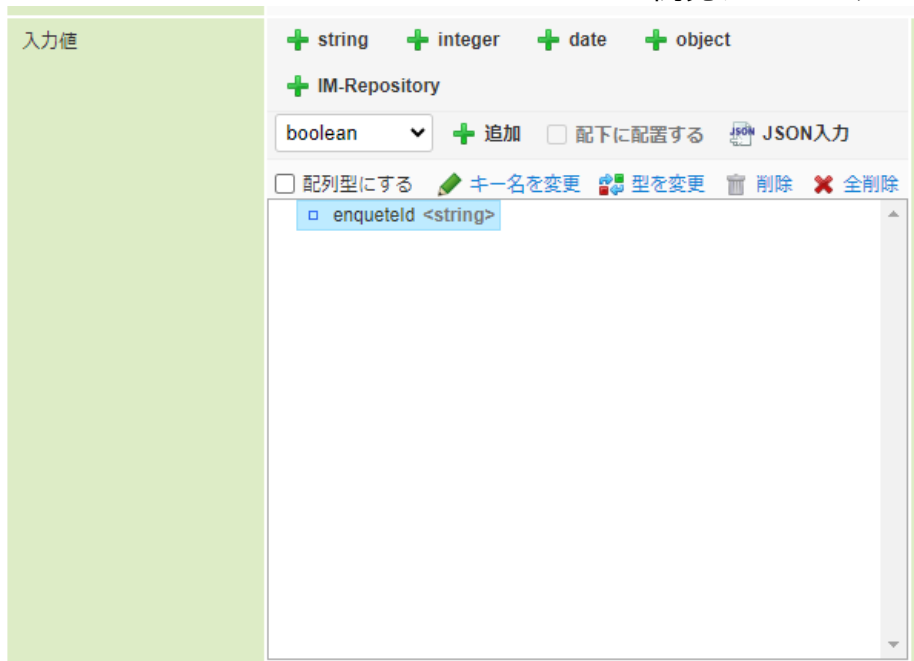 入力値
string integer date object
IM-Repository
boolean 追加 配下に配置する JSON JSON入力
配列型にする キー名を変更 型を変更 削除 全削除
enqueteId <string>